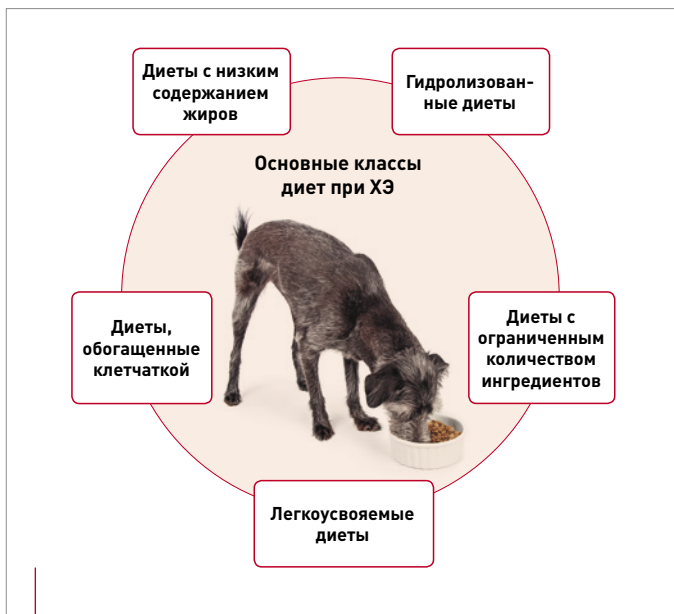 Диеты с низким
содержанием
жиров
Гидролизован-
ные диеты
Основные классы
диет при ХЭ
Диеты,
обогащенные
клетчаткой
Диеты с
ограниченным
количеством
ингредиентов
Легкоусвояемые
диеты